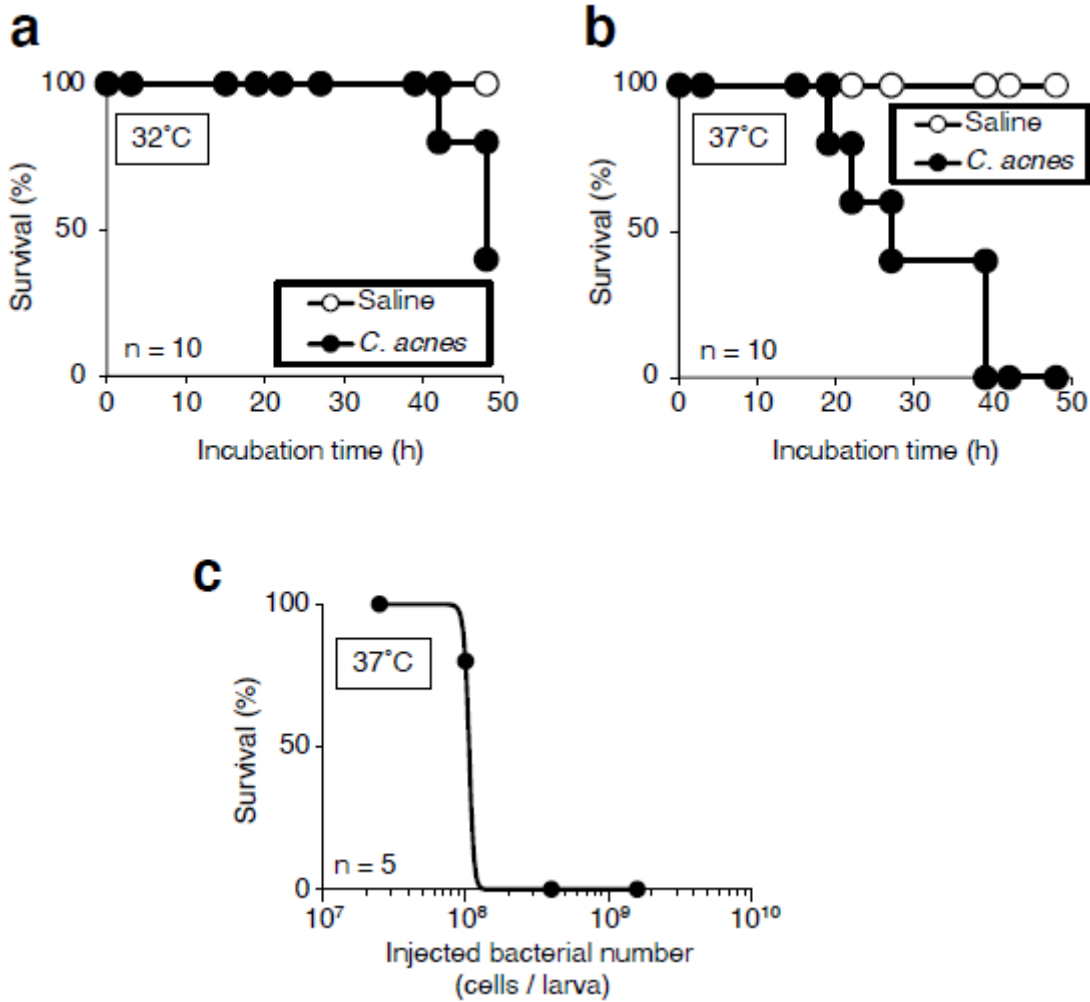 a
Survival (%)
100
50
0
32°C
Saline
C. acnes
n = 10
0 10 20 30 40 50
Incubation time (h)
b
Survival (%)
100
50
0
37°C
Saline
C. acnes
n = 10
0 10 20 30 40 50
Incubation time (h)
c
Survival (%)
100
50
0
37°C
n = 5
10⁷ 10⁸ 10⁹ 10¹⁰
Injected bacterial number
(cells / larva)